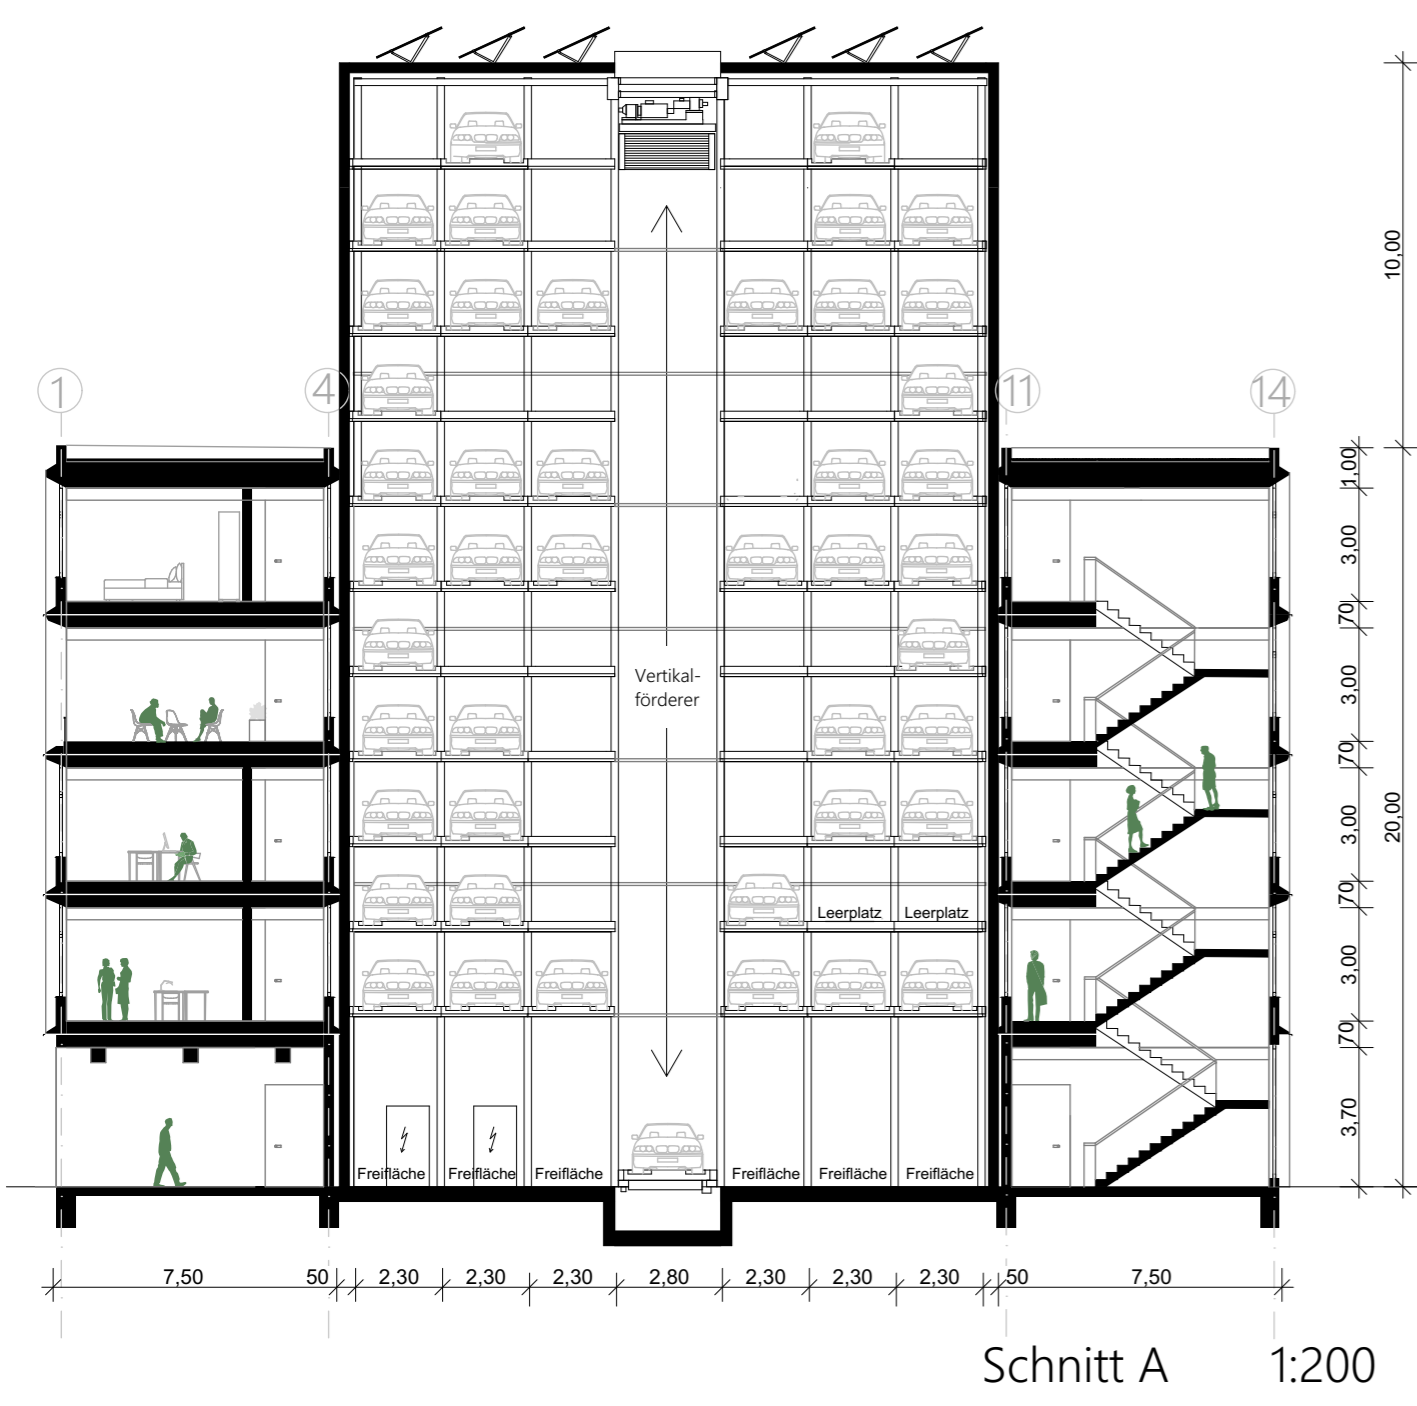 10,00
1
4
11
14
1,00
3,00
70
Vertikal-
förderer
3,00
70
3,00
20,00
70
Leerplatz Leerplatz
3,00
70
3,70
Freifläche Freifläche Freifläche Freifläche Freifläche Freifläche
7,50 50 2,30 2,30 2,30 2,80 2,30 2,30 2,30 50 7,50
Schnitt A 1:200